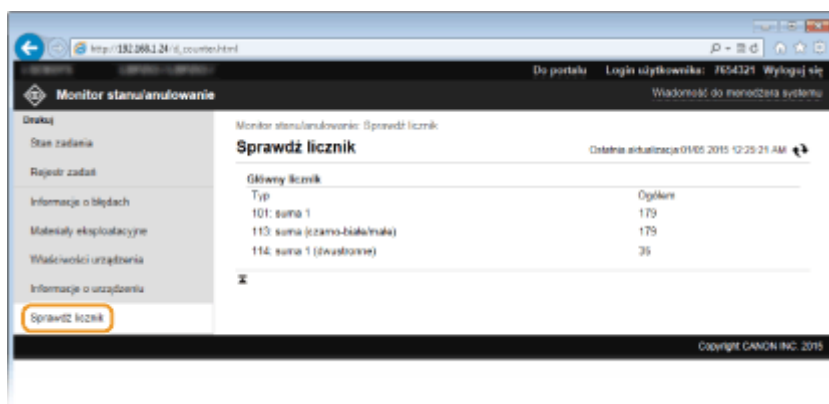 http://192.168.1.24/d_counter.html
Do portalu Login użytkownika: 7654321 Wyloguj się
Monitor stanu/anulowanie
Wiadomość do menedżera systemu
Drukuj
Stan zadania
Rejestr zadań
Informacje o błędach
Materiały eksploatacyjne
Właściwości urządzenia
Informacje o urządzeniu
Sprawdź licznik
Monitor stanu/anulowanie: Sprawdź licznik
Sprawdź licznik
Ostatnia aktualizacja:01/05 2015 12:25:21 AM
Główny licznik
Typ Ogółem
101: suma 1 179
113: suma (czarno-białe/małe) 179
114: suma 1 (dwustronne) 35
Copyright CANON INC. 2015